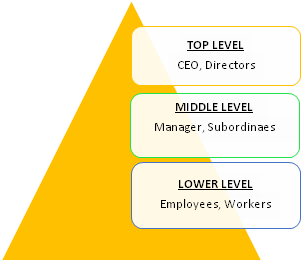 TOP LEVEL
CEO, Directors
MIDDLE LEVEL
Manager, Subordinaes
LOWER LEVEL
Employees, Workers